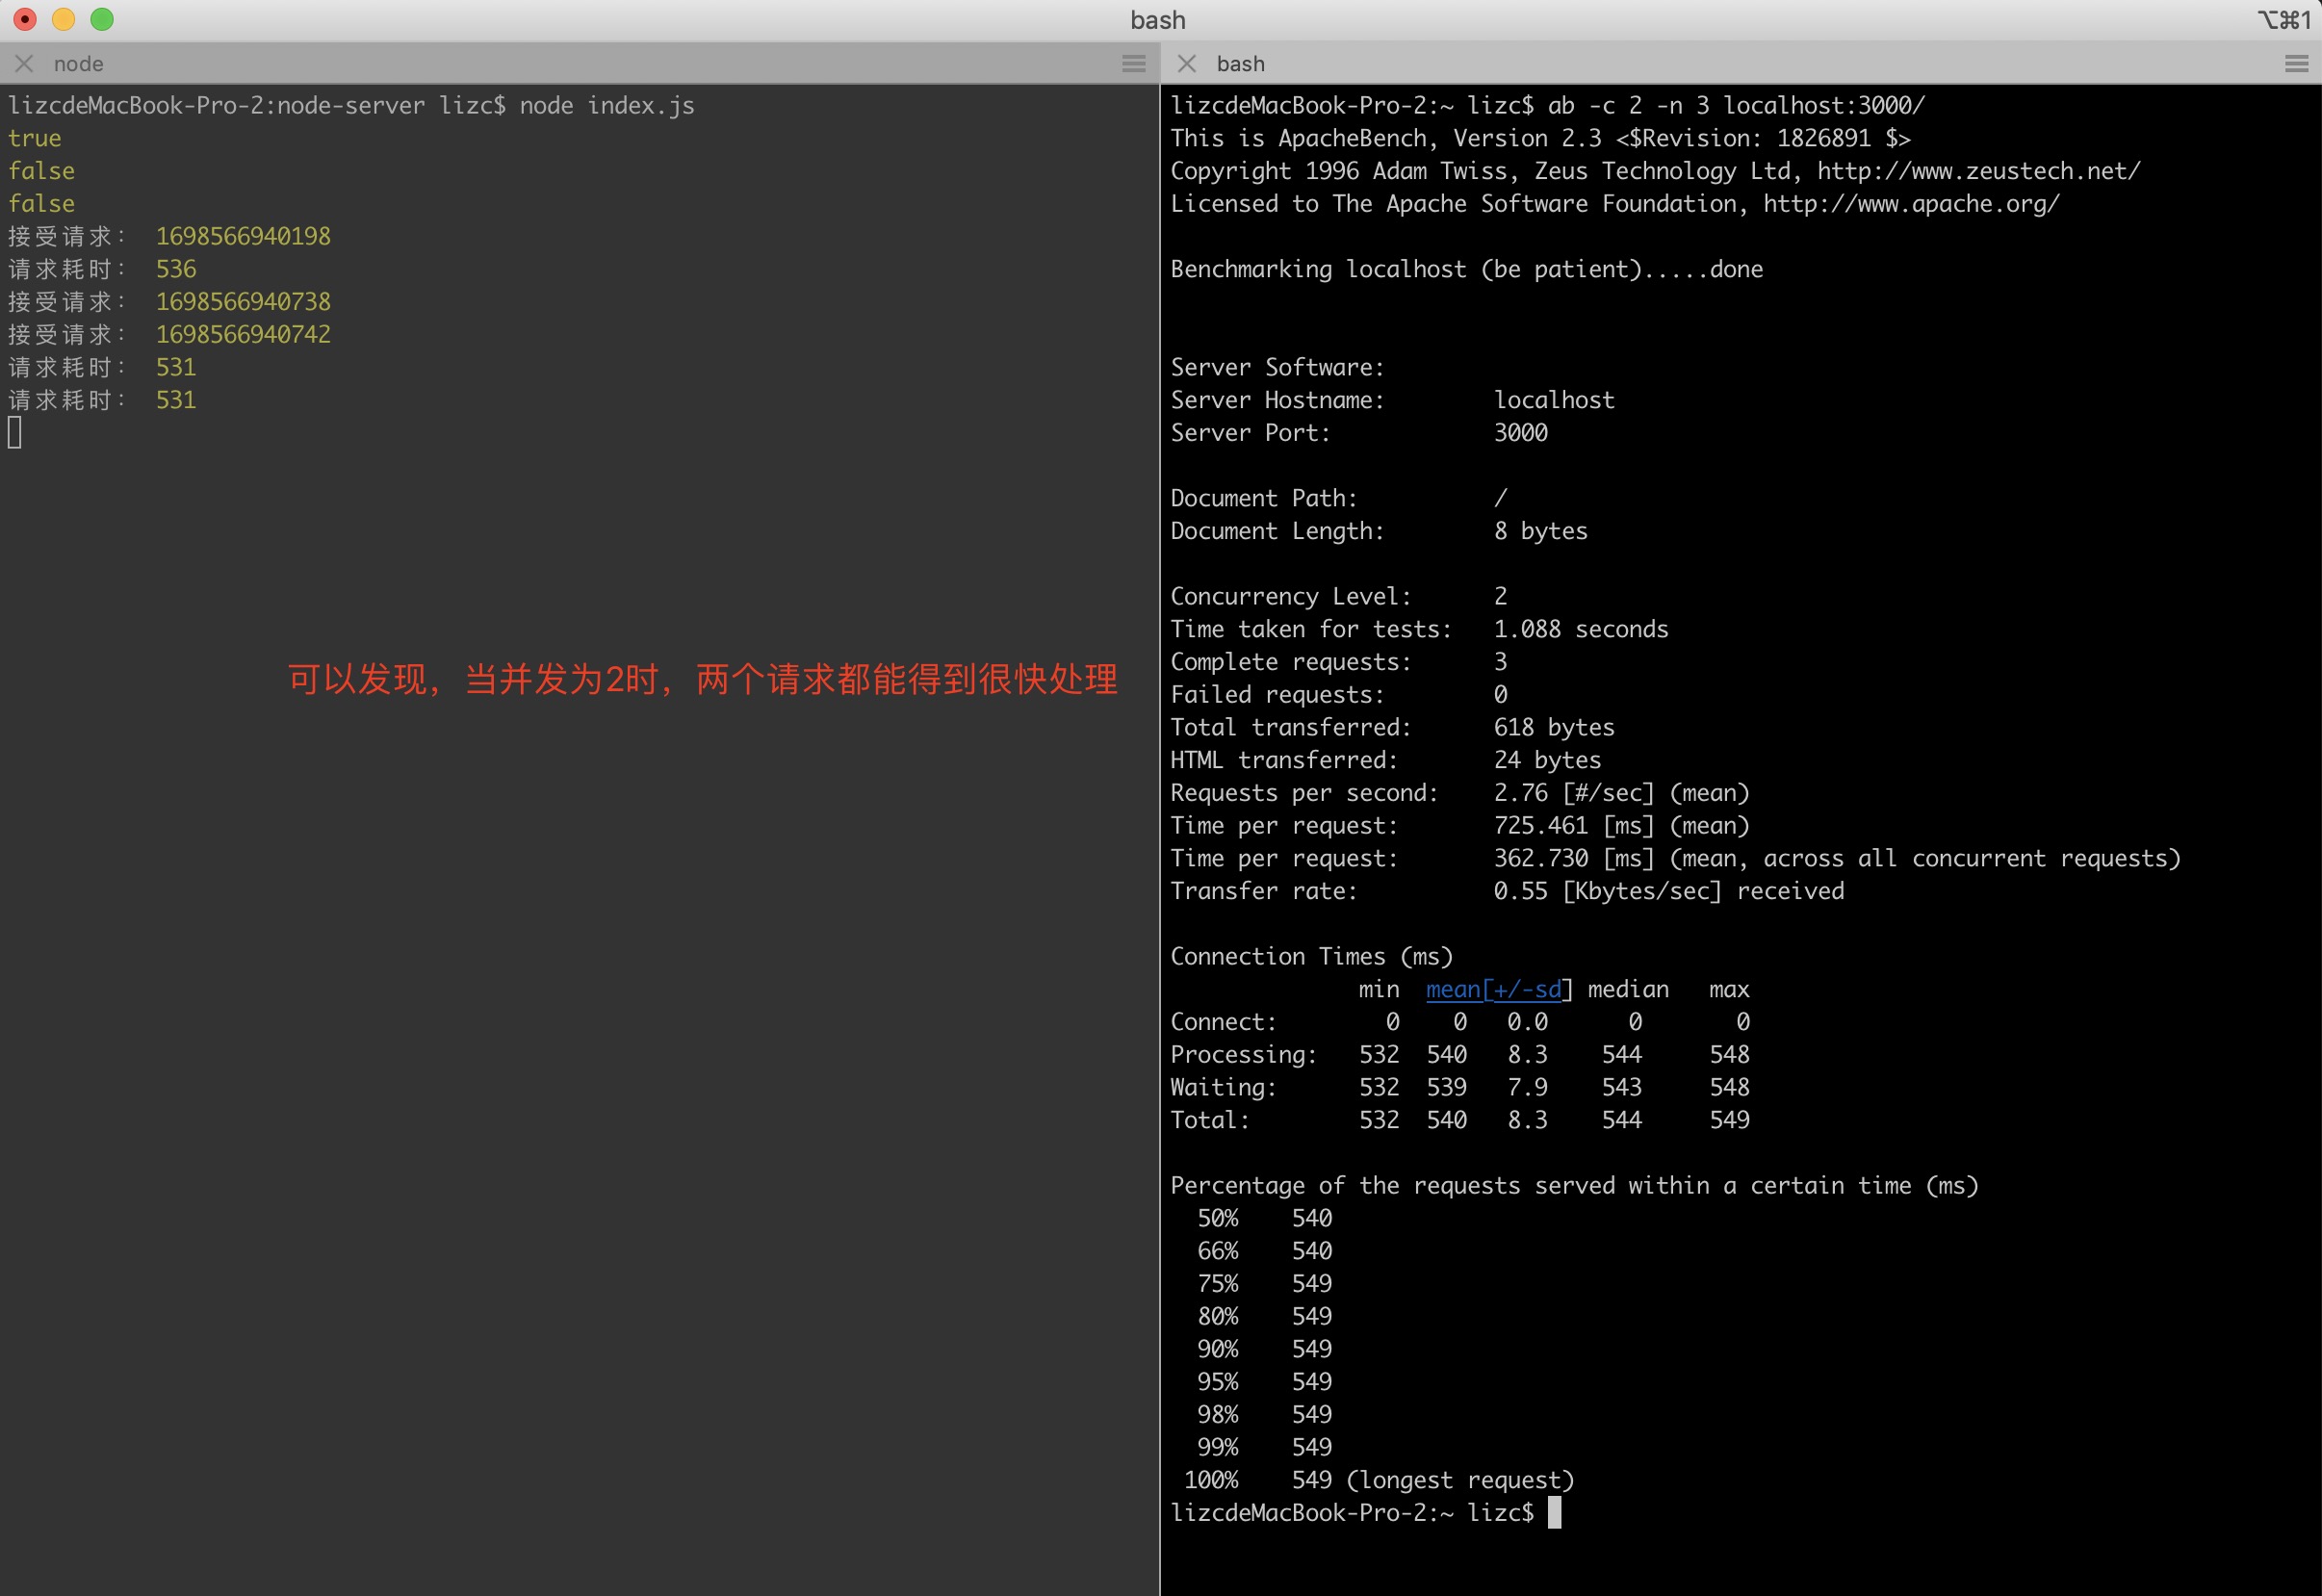 bash
⌥⌘1
node
lizcdeMacBook-Pro-2:node-server lizc$ node index.js
true
false
false
接受请求： 1698566940198
请求耗时： 536
接受请求： 1698566940738
接受请求： 1698566940742
请求耗时： 531
请求耗时： 531
可以发现，当并发为2时，两个请求都能得到很快处理
bash
lizcdeMacBook-Pro-2:~ lizc$ ab -c 2 -n 3 localhost:3000/
This is ApacheBench, Version 2.3 <$Revision: 1826891 $>
Copyright 1996 Adam Twiss, Zeus Technology Ltd, http://www.zeustech.net/
Licensed to The Apache Software Foundation, http://www.apache.org/
Benchmarking localhost (be patient).....done
Server Software:
Server Hostname:        localhost
Server Port:            3000
Document Path:          /
Document Length:        8 bytes
Concurrency Level:      2
Time taken for tests:   1.088 seconds
Complete requests:      3
Failed requests:        0
Total transferred:      618 bytes
HTML transferred:       24 bytes
Requests per second:    2.76 [#/sec] (mean)
Time per request:       725.461 [ms] (mean)
Time per request:       362.730 [ms] (mean, across all concurrent requests)
Transfer rate:          0.55 [Kbytes/sec] received
Connection Times (ms)
              min  mean[+/-sd] median   max
Connect:        0    0   0.0      0       0
Processing:   532  540   8.3    544     548
Waiting:      532  539   7.9    543     548
Total:        532  540   8.3    544     549
Percentage of the requests served within a certain time (ms)
  50%    540
  66%    540
  75%    549
  80%    549
  90%    549
  95%    549
  98%    549
  99%    549
 100%    549 (longest request)
lizcdeMacBook-Pro-2:~ lizc$